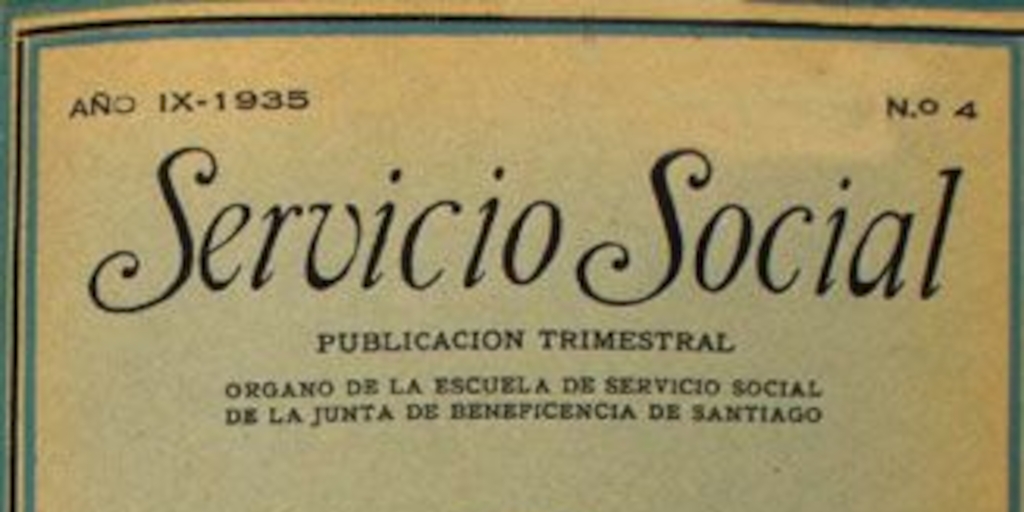 AÑO IX-1935 N.o 4
Servicio Social
PUBLICACION TRIMESTRAL
ORGANO DE LA ESCUELA DE SERVICIO SOCIAL
DE LA JUNTA DE BENEFICENCIA DE SANTIAGO